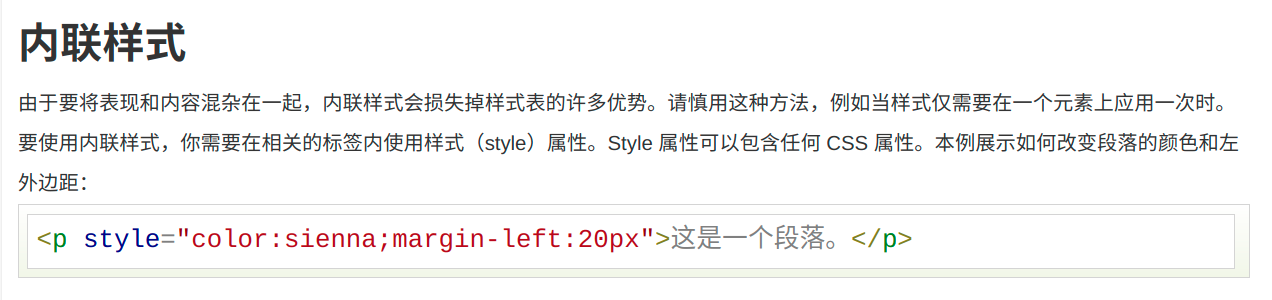 内联样式
由于要将表现和内容混杂在一起，内联样式会损失掉样式表的许多优势。请慎用这种方法，例如当样式仅需要在一个元素上应用一次时。
要使用内联样式，你需要在相关的标签内使用样式（style）属性。Style 属性可以包含任何 CSS 属性。本例展示如何改变段落的颜色和左
外边距：
<p style="color:sienna;margin-left:20px">这是一个段落。</p>